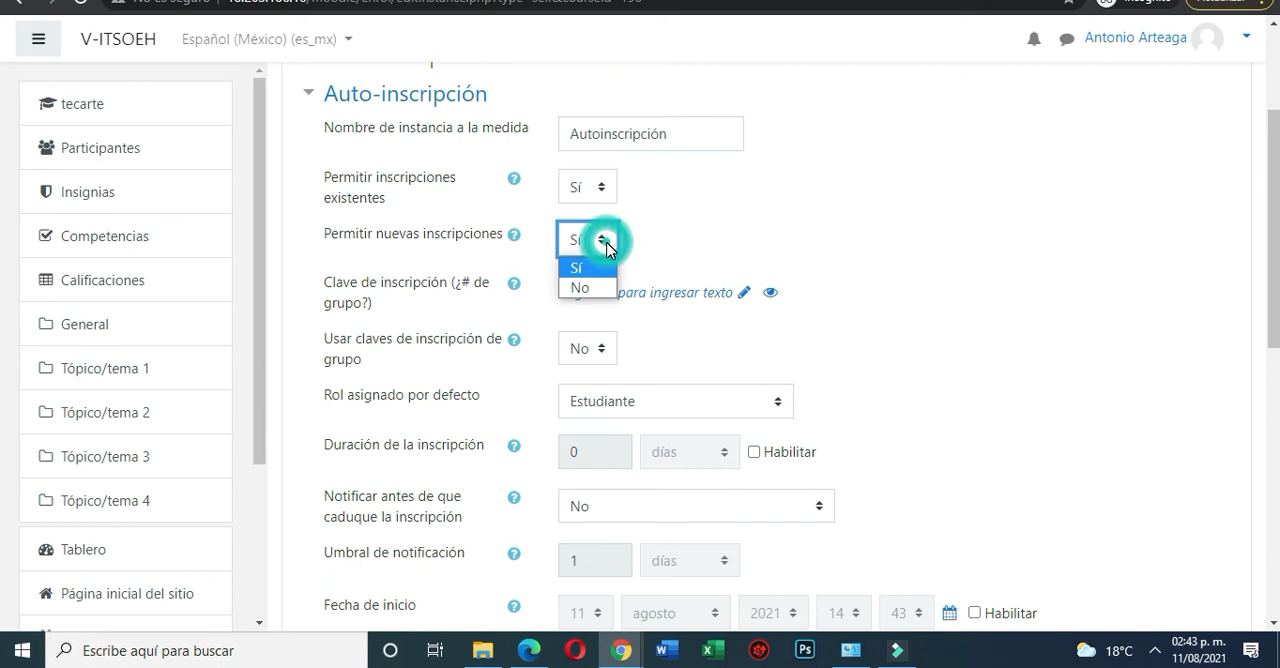 V-ITSOEH
Español (México) (es_mx)
Antonio Arteaga
tecarte
Participantes
Insignias
Competencias
Calificaciones
General
Tópico/tema 1
Tópico/tema 2
Tópico/tema 3
Tópico/tema 4
Tablero
Página inicial del sitio
Auto-inscripción
Nombre de instancia a la medida
Autoinscripción
Permitir inscripciones
existentes
Sí
Permitir nuevas inscripciones
Sí
Sí
No
Clave de inscripción (¿# de
grupo?)
para ingresar texto
Usar claves de inscripción de
grupo
No
Rol asignado por defecto
Estudiante
Duración de la inscripción
0
días
Habilitar
Notificar antes de que
caduque la inscripción
No
Umbral de notificación
1
días
Fecha de inicio
11
agosto
2021
14
43
Habilitar
Escribe aquí para buscar
18°C
02:43 p. m.
11/08/2021